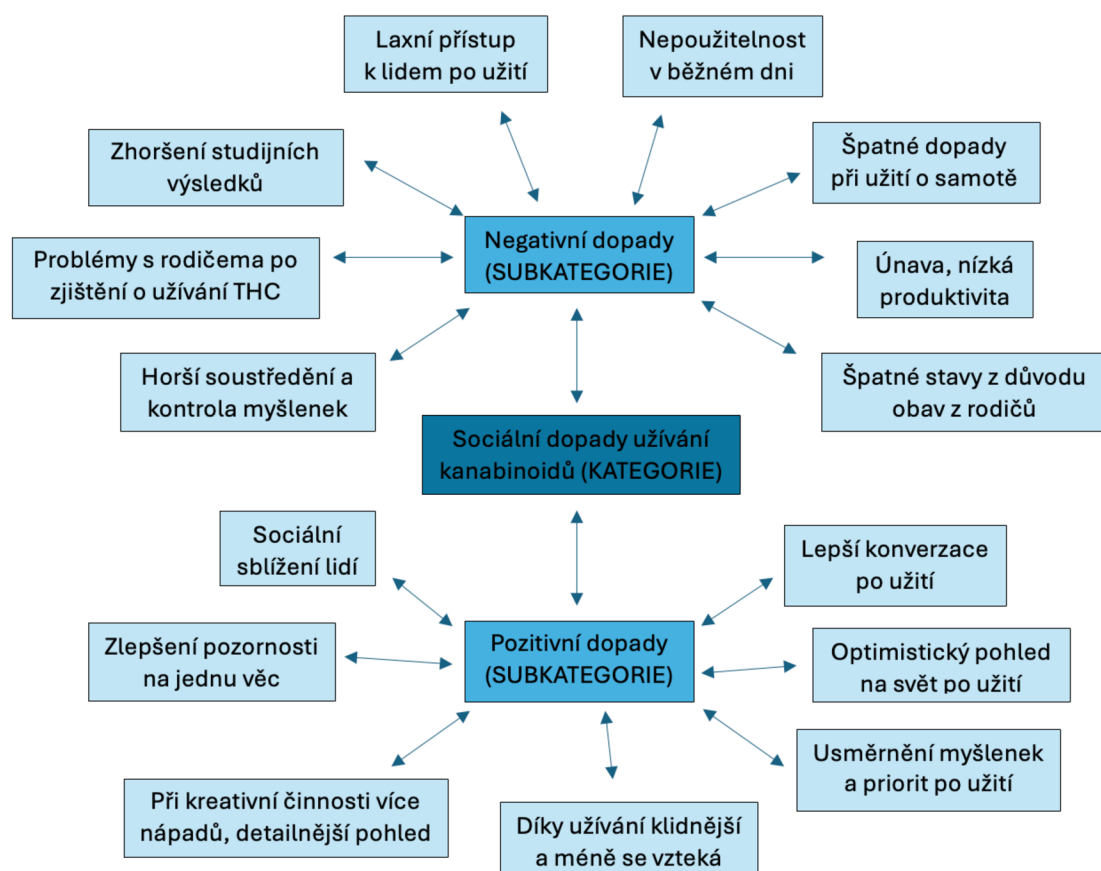 Laxní přístup
k lidem po užití
Nepoužitelnost
v běžném dni
Zhoršení studijních
výsledků
Špatné dopady
při užití o samotě
Negativní dopady
(SUBKATEGORIE)
Problémy s rodičema po
zjištění o užívání THC
Únava, nízká
produktivita
Horší soustředění a
kontrola myšlenek
Špatné stavy z důvodu
obav z rodičů
Sociální dopady užívání
kanabinoidů (KATEGORIE)
Sociální
sblížení lidí
Lepší konverzace
po užití
Zlepšení pozornosti
na jednu věc
Pozitivní dopady
(SUBKATEGORIE)
Optimistický pohled
na svět po užití
Usměrnění myšlenek
a priorit po užití
Při kreativní činnosti více
nápadů, detailnější pohled
Díky užívání klidnější
a méně se vzteká